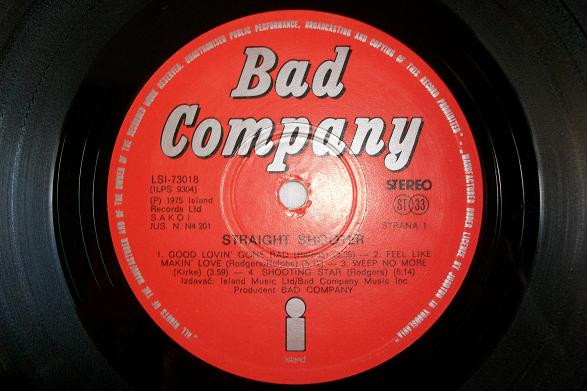 "ALL RIGHTS OF THE MANUFACTURER AND OF THE OWNER OF THE RECORDED WORK RESERVED. UNAUTHORISED PUBLIC PERFORMANCE, BROADCASTING AND COPYING OF THIS RECORD PROHIBITED" - "MANUFACTURED UNDER LICENSE BY JUGOTON IN YUGOSLAVIA"
Bad
Company
LSI-73018
(ILPS 9304)
(P) 1975 Island
Records Ltd
SAKOJ
JUS. N. N4 201
STEREO
ST 33
STRANA 1
STRAIGHT SHOOTER
1. GOOD LOVIN' GONE BAD (3.35) — 2. FEEL LIKE
MAKIN' LOVE (Rodgers/Ralphs) (5.12) — 3. WEEP NO MORE
(Kirke) (3.59) — 4. SHOOTING STAR (Rodgers) (6,14)
Izdavač: Island Music Ltd/Bad Company Music Inc.
Producent BAD COMPANY
i
island